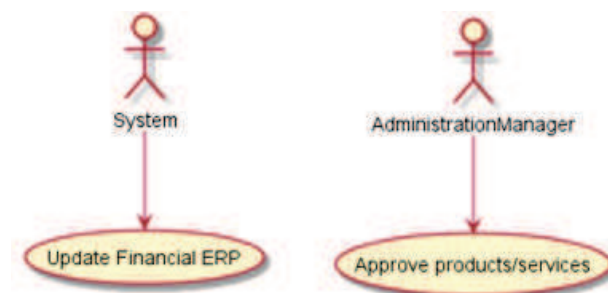 System
AdministrationManager
Update Financial ERP
Approve products/services